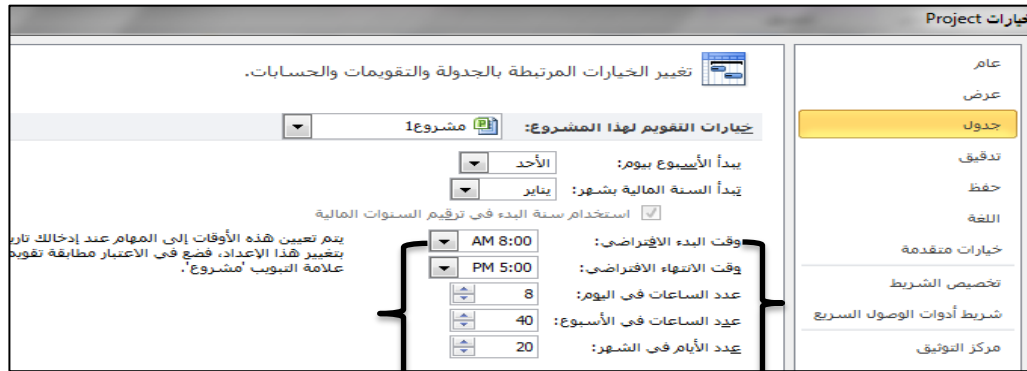 خيارات Project
عام
عرض
جدول
تدقيق
حفظ
اللغة
خيارات متقدمة
تخصيص الشريط
شريط أدوات الوصول السريع
مركز التوثيق
تغيير الخيارات المرتبطة بالجدولة والتقويمات والحسابات.
خيارات التقويم لهذا المشروع: مشروع1
يبدأ الأسبوع بيوم: الأحد
تبدأ السنة المالية بشهر: يناير
استخدام سنة البدء في ترقيم السنوات المالية
وقت البدء الافتراضي: 8:00 AM
وقت الانتهاء الافتراضي: 5:00 PM
عدد الساعات في اليوم: 8
عدد الساعات في الأسبوع: 40
عدد الأيام في الشهر: 20
يتم تعيين هذه الأوقات إلى المهام عند إدخالك
بتغيير هذا الإعداد، فضع في الاعتبار مطابقة
علامة التبويب 'مشروع'.